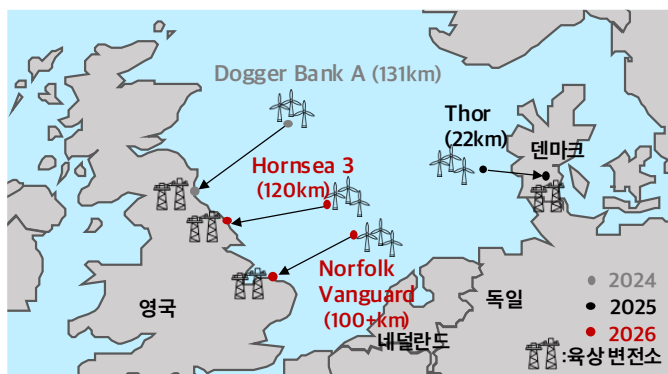 Dogger Bank A (131km)
Thor
(22km)
덴마크
Hornsea 3
(120km)
Norfolk
Vanguard
(100+km)
영국
독일
네덜란드
2024
2025
2026
:육상변전소